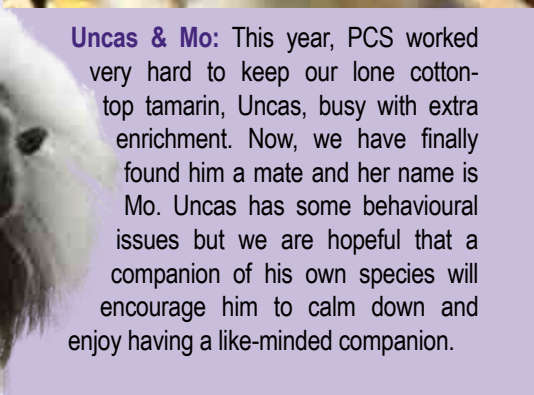 Uncas & Mo: This year, PCS worked
very hard to keep our lone cotton-
top tamarin, Uncas, busy with extra
enrichment. Now, we have finally
found him a mate and her name is
Mo. Uncas has some behavioural
issues but we are hopeful that a
companion of his own species will
encourage him to calm down and
enjoy having a like-minded companion.